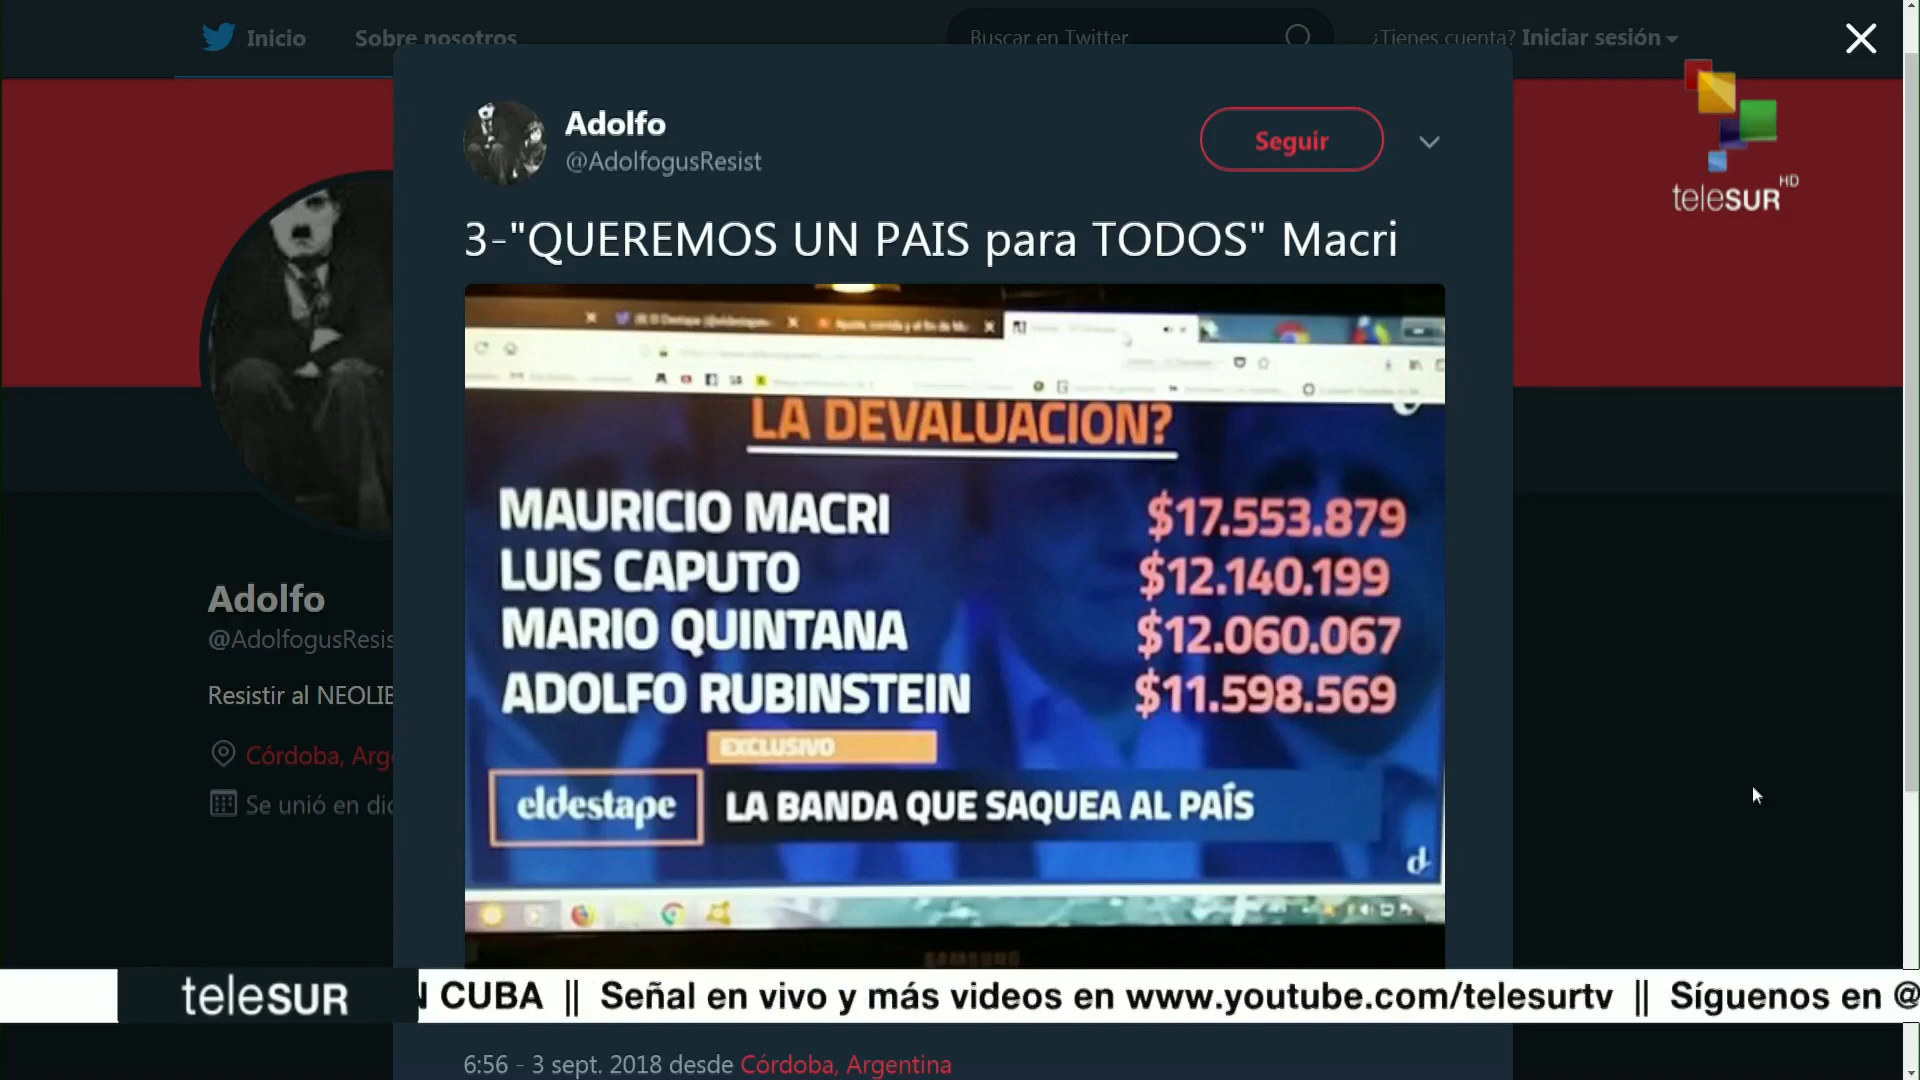 Inicio
Sobre nosotros
Buscar en Twitter
¿Tienes cuenta? Iniciar sesión
Adolfo
@AdolfogusResist
Seguir
teleSUR HD
3-"QUEREMOS UN PAIS para TODOS" Macri
LA DEVALUACIÓN?
MAURICIO MACRI $17.553.879
LUIS CAPUTO $12.140.199
MARIO QUINTANA $12.060.067
ADOLFO RUBINSTEIN $11.598.569
EXCLUSIVO
eldestape
LA BANDA QUE SAQUEA AL PAÍS
d
SAMSUNG
Adolfo
@AdolfogusResis
Resistir al NEOLIB
Córdoba, Arg
Se unió en dic
teleSUR
N CUBA || Señal en vivo y más videos en www.youtube.com/telesurtv || Síguenos en @
6:56 - 3 sept. 2018 desde Córdoba, Argentina